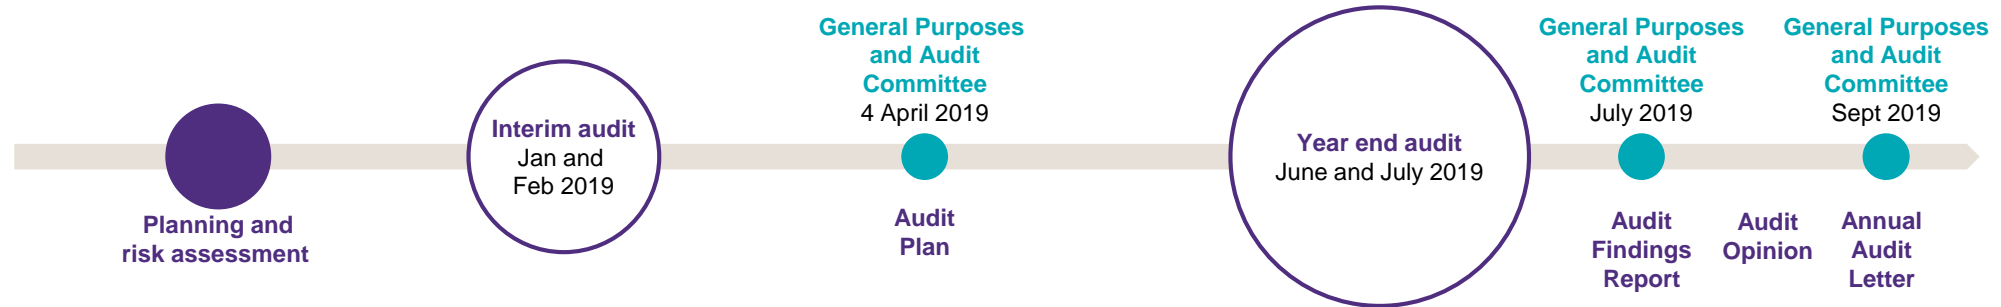 Planning and
risk assessment
Interim audit
Jan and
Feb 2019
General Purposes
and Audit
Committee
4 April 2019
Audit
Plan
Year end audit
June and July 2019
General Purposes
and Audit
Committee
July 2019
Audit
Findings
Report
Audit
Opinion
General Purposes
and Audit
Committee
Sept 2019
Annual
Audit
Letter